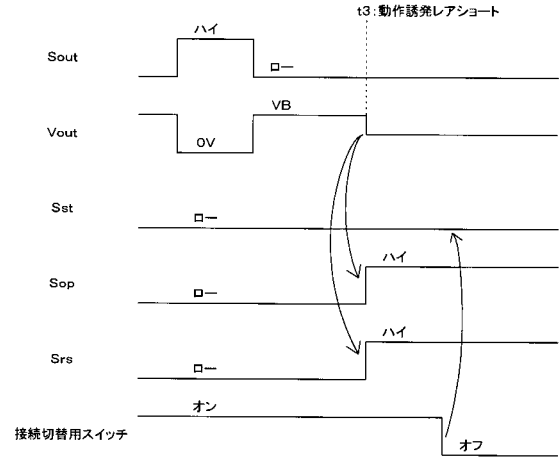 t3：動作誘発レアショート
ハイ
Sout
ロー
VB
Vout
0V
Sst
ロー
ハイ
Sop
ロー
ハイ
Srs
ロー
オン
接続切替用スイッチ
オフ